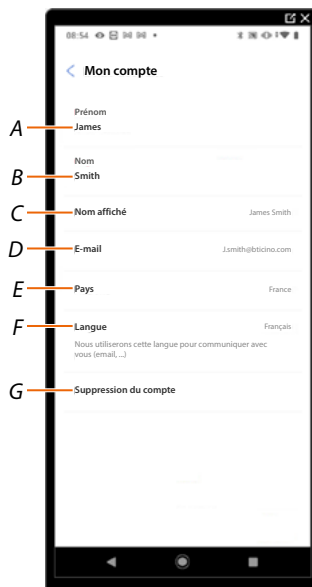 08:54
Mon compte
Prénom
A James
Nom
B Smith
C Nom affiché James Smith
D E-mail J.smith@bticino.com
E Pays France
F Langue Français
Nous utiliserons cette langue pour communiquer avec
vous (email, ...)
G Suppression du compte